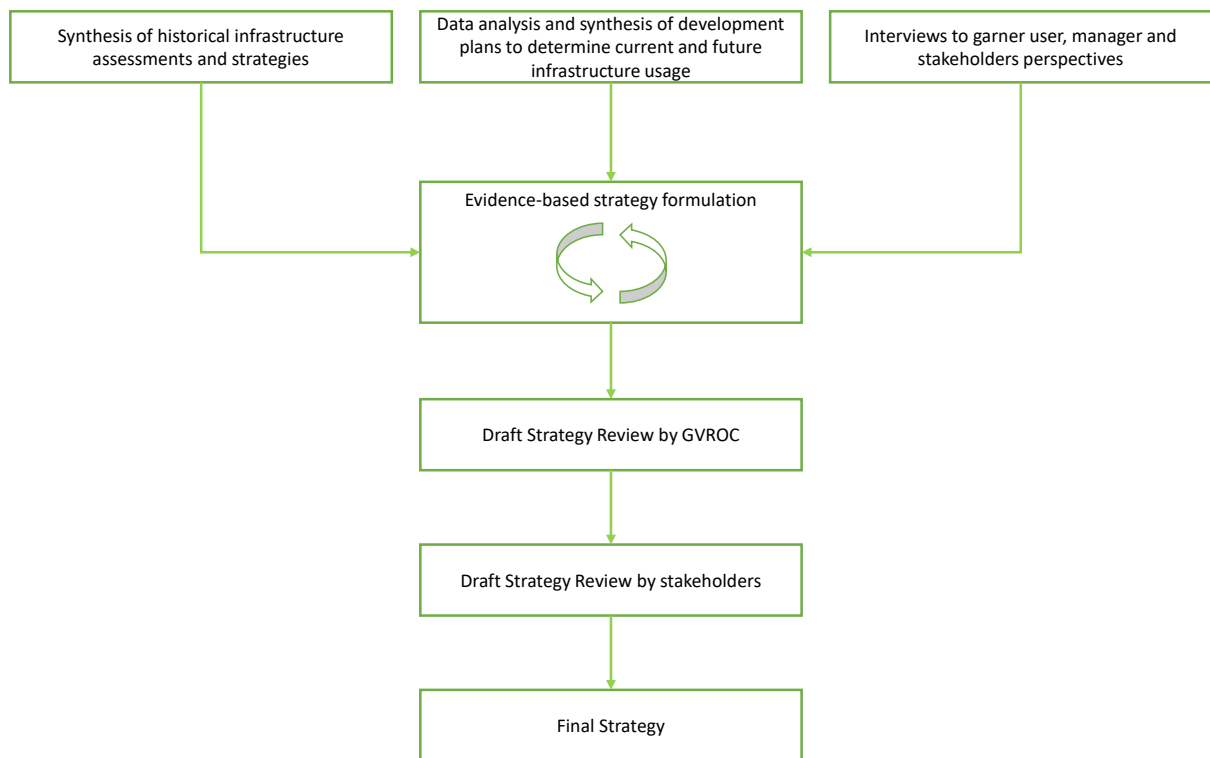 Synthesis of historical infrastructure
assessments and strategies
Data analysis and synthesis of development
plans to determine current and future
infrastructure usage
Interviews to garner user, manager and
stakeholders perspectives
Evidence-based strategy formulation
Draft Strategy Review by GVROC
Draft Strategy Review by stakeholders
Final Strategy